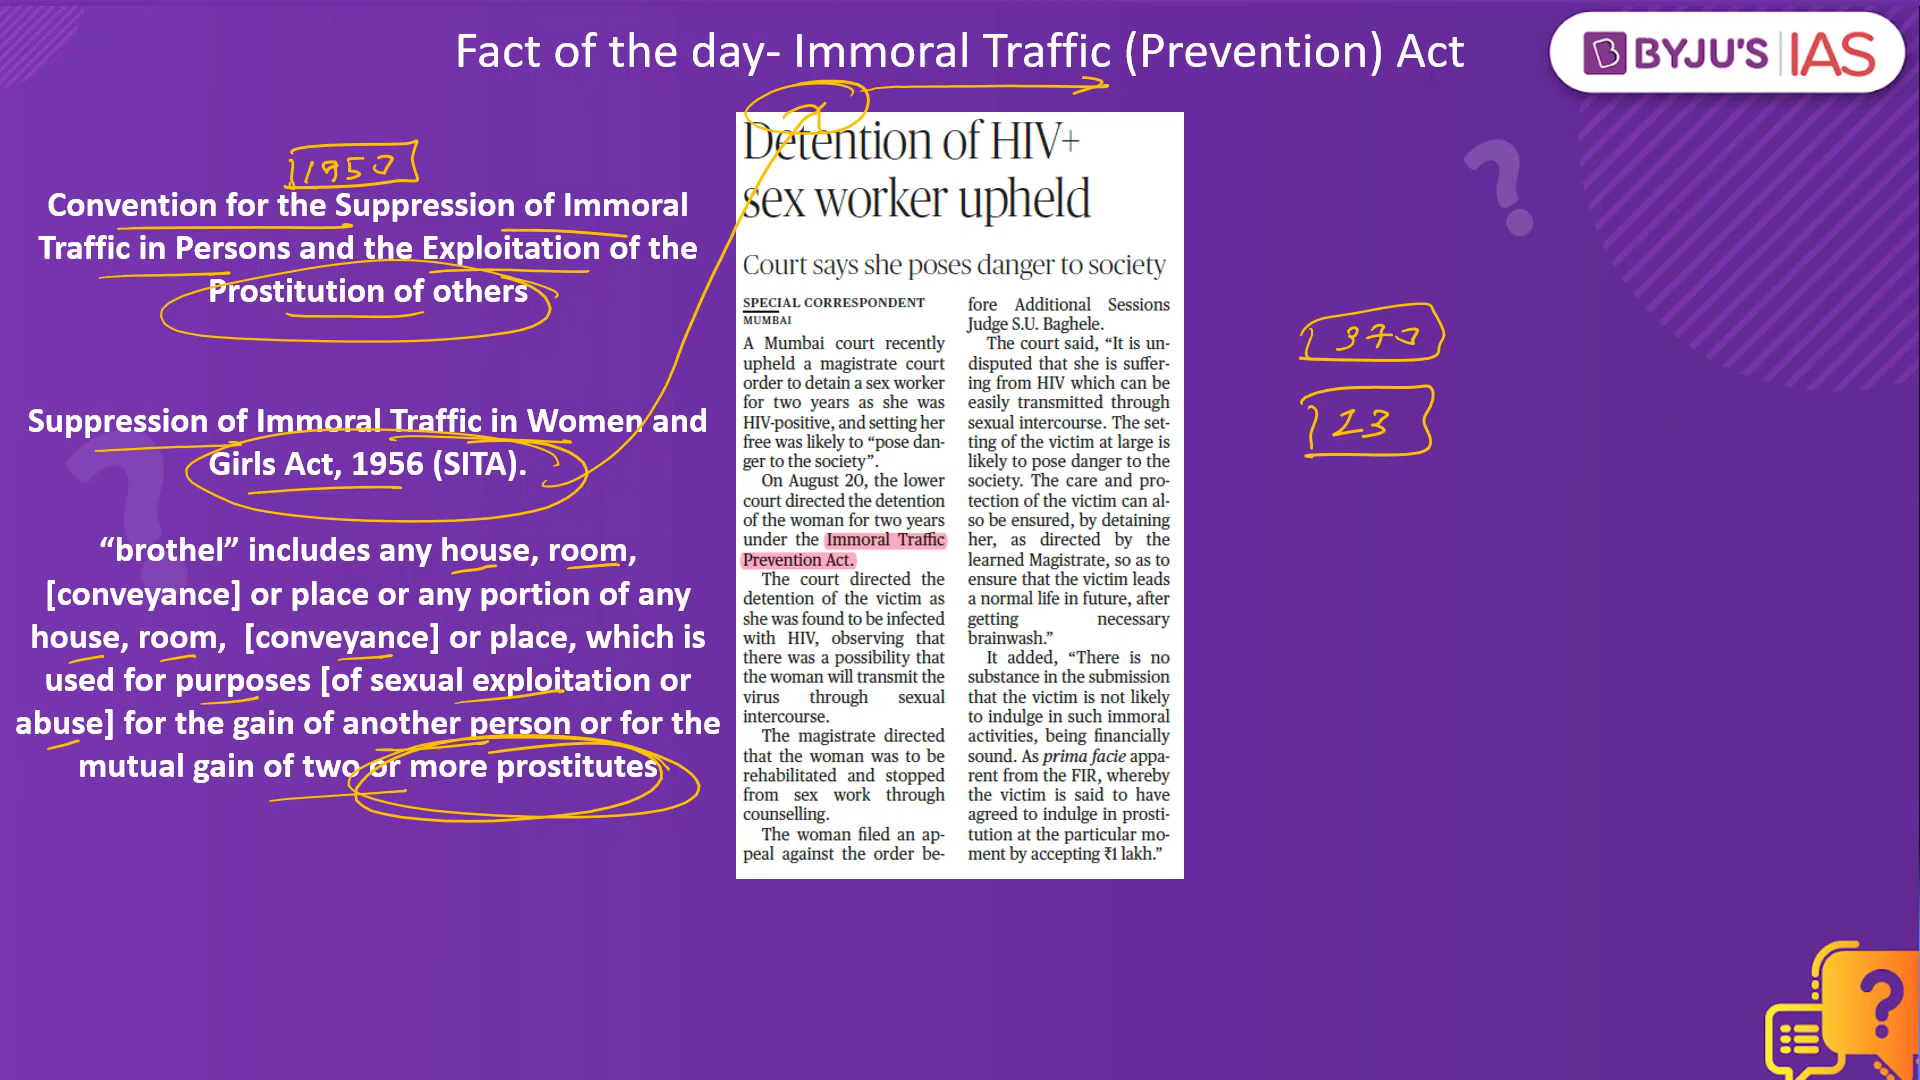 Fact of the day- Immoral Traffic (Prevention) Act
BYJU'S IAS
1950
Convention for the Suppression of Immoral
Traffic in Persons and the Exploitation of the
Prostitution of others
Suppression of Immoral Traffic in Women and
Girls Act, 1956 (SITA).
“brothel” includes any house, room,
[conveyance] or place or any portion of any
house, room, [conveyance] or place, which is
used for purposes [of sexual exploitation or
abuse] for the gain of another person or for the
mutual gain of two or more prostitutes
Detention of HIV+
sex worker upheld
Court says she poses danger to society
SPECIAL CORRESPONDENT
MUMBAI
A Mumbai court recently
upheld a magistrate court
order to detain a sex worker
for two years as she was
HIV-positive, and setting her
free was likely to “pose dan-
ger to the society”.
On August 20, the lower
court directed the detention
of the woman for two years
under the Immoral Traffic
Prevention Act.
The court directed the
detention of the victim as
she was found to be infected
with HIV, observing that
there was a possibility that
the woman will transmit the
virus through sexual
intercourse.
The magistrate directed
that the woman was to be
rehabilitated and stopped
from sex work through
counselling.
The woman filed an ap-
peal against the order be-
fore Additional Sessions
Judge S.U. Baghele.
The court said, “It is un-
disputed that she is suffer-
ing from HIV which can be
easily transmitted through
sexual intercourse. The set-
ting of the victim at large is
likely to pose danger to the
society. The care and pro-
tection of the victim can al-
so be ensured, by detaining
her, as directed by the
learned Magistrate, so as to
ensure that the victim leads
a normal life in future, after
getting necessary
brainwash.”
It added, “There is no
substance in the submission
that the victim is not likely
to indulge in such immoral
activities, being financially
sound. As prima facie appa-
rent from the FIR, whereby
the victim is said to have
agreed to indulge in prosti-
tution at the particular mo-
ment by accepting ₹1 lakh.”
370
23